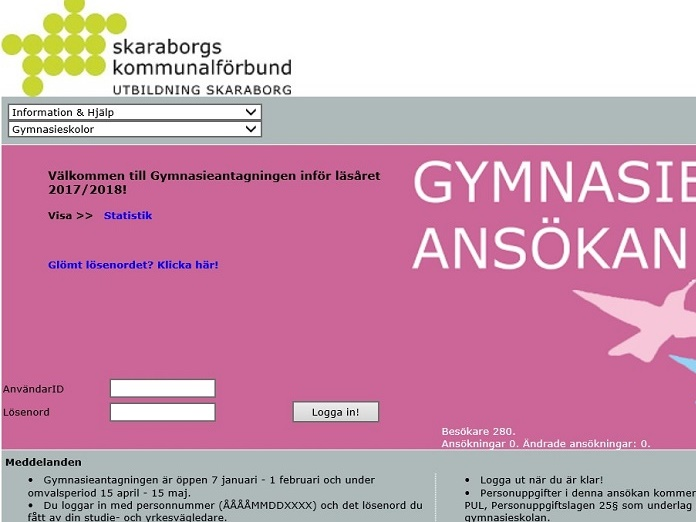 skaraborgs
kommunalförbund
UTBILDNING SKARABORG
Information & Hjälp
Gymnasieskolor
Välkommen till Gymnasieantagningen inför läsåret
2017/2018!
Visa >> Statistik
Glömt lösenordet? Klicka här!
GYMNASIE
ANSÖKAN
AnvändarID
Lösenord
Logga in!
Besökare 280.
Ansökningar 0. Ändrade ansökningar: 0.
Meddelanden
• Gymnasieantagningen är öppen 7 januari - 1 februari och under
omvalsperiod 15 april - 15 maj.
• Du loggar in med personnummer (ÅÅÅÅMMDDXXXX) och det lösenord du
fått av din studie- och yrkesvägledare.
• Logga ut när du är klar!
• Personuppgifter i denna ansökan kommer
PUL, Personuppgiftslagen 25§ som underlag
gymnasieskolan.